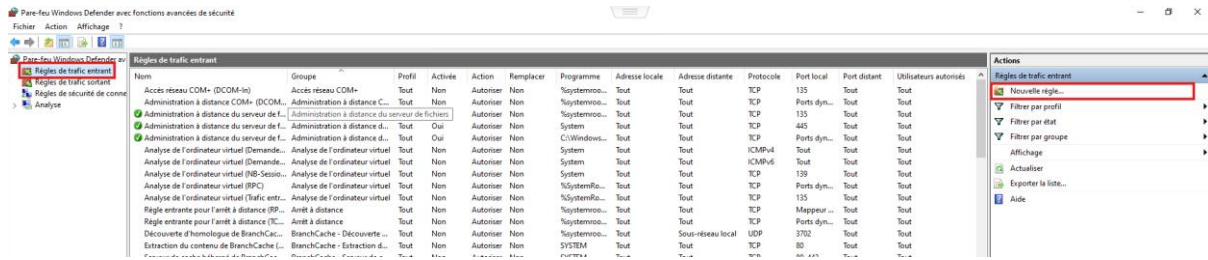 Pare-feu Windows Defender avec fonctions avancées de sécurité
Fichier Action Affichage ?
Pare-feu Windows Defender av
Règles de trafic entrant
Règles de trafic sortant
Règles de sécurité de conne
Analyse
Règles de trafic entrant
Nom Groupe Profil Activée Action Remplacer Programme Adresse locale Adresse distante Protocole Port local Port distant Utilisateurs autorisés
Accès réseau COM+ (DCOM-In) Accès réseau COM+ Tout Non Autoriser Non %systemroo... Tout Tout TCP 135 Tout Tout
Administration à distance COM+ (DCOM... Administration à distance C... Tout Non Autoriser Non %systemroo... Tout Tout TCP Ports dyn... Tout Tout
Administration à distance du serveur de f... Administration à distance du serveur de fichiers Autoriser Non %systemroo... Tout Tout TCP 135 Tout Tout
Administration à distance du serveur de f... Administration à distance d... Tout Oui Autoriser Non System Tout Tout TCP 445 Tout Tout
Administration à distance du serveur de f... Administration à distance d... Tout Oui Autoriser Non C:\Windows... Tout Tout TCP Ports dyn... Tout Tout
Analyse de l'ordinateur virtuel (Demande... Analyse de l'ordinateur virtuel Tout Non Autoriser Non System Tout Tout ICMPv4 Tout Tout Tout
Analyse de l'ordinateur virtuel (Demande... Analyse de l'ordinateur virtuel Tout Non Autoriser Non System Tout Tout ICMPv6 Tout Tout Tout
Analyse de l'ordinateur virtuel (NB-Sessio... Analyse de l'ordinateur virtuel Tout Non Autoriser Non System Tout Tout TCP 139 Tout Tout
Analyse de l'ordinateur virtuel (RPC) Analyse de l'ordinateur virtuel Tout Non Autoriser Non %SystemRo... Tout Tout TCP Ports dyn... Tout Tout
Analyse de l'ordinateur virtuel (Trafic entr... Analyse de l'ordinateur virtuel Tout Non Autoriser Non %SystemRo... Tout Tout TCP 135 Tout Tout
Règle entrante pour l'arrêt à distance (RP... Arrêt à distance Tout Non Autoriser Non %systemroo... Tout Tout TCP Mappeur ... Tout Tout
Règle entrante pour l'arrêt à distance (TC... Arrêt à distance Tout Non Autoriser Non %systemroo... Tout Tout TCP Ports dyn... Tout Tout
Découverte d'homologue de BranchCac... BranchCache - Découverte ... Tout Non Autoriser Non %systemroo... Tout Sous-réseau local UDP 3702 Tout Tout
Extraction du contenu de BranchCache (... BranchCache - Extraction d... Tout Non Autoriser Non SYSTEM Tout Tout TCP 80 Tout Tout
Actions
Règles de trafic entrant
Nouvelle règle...
Filtrer par profil
Filtrer par état
Filtrer par groupe
Affichage
Actualiser
Exporter la liste...
Aide